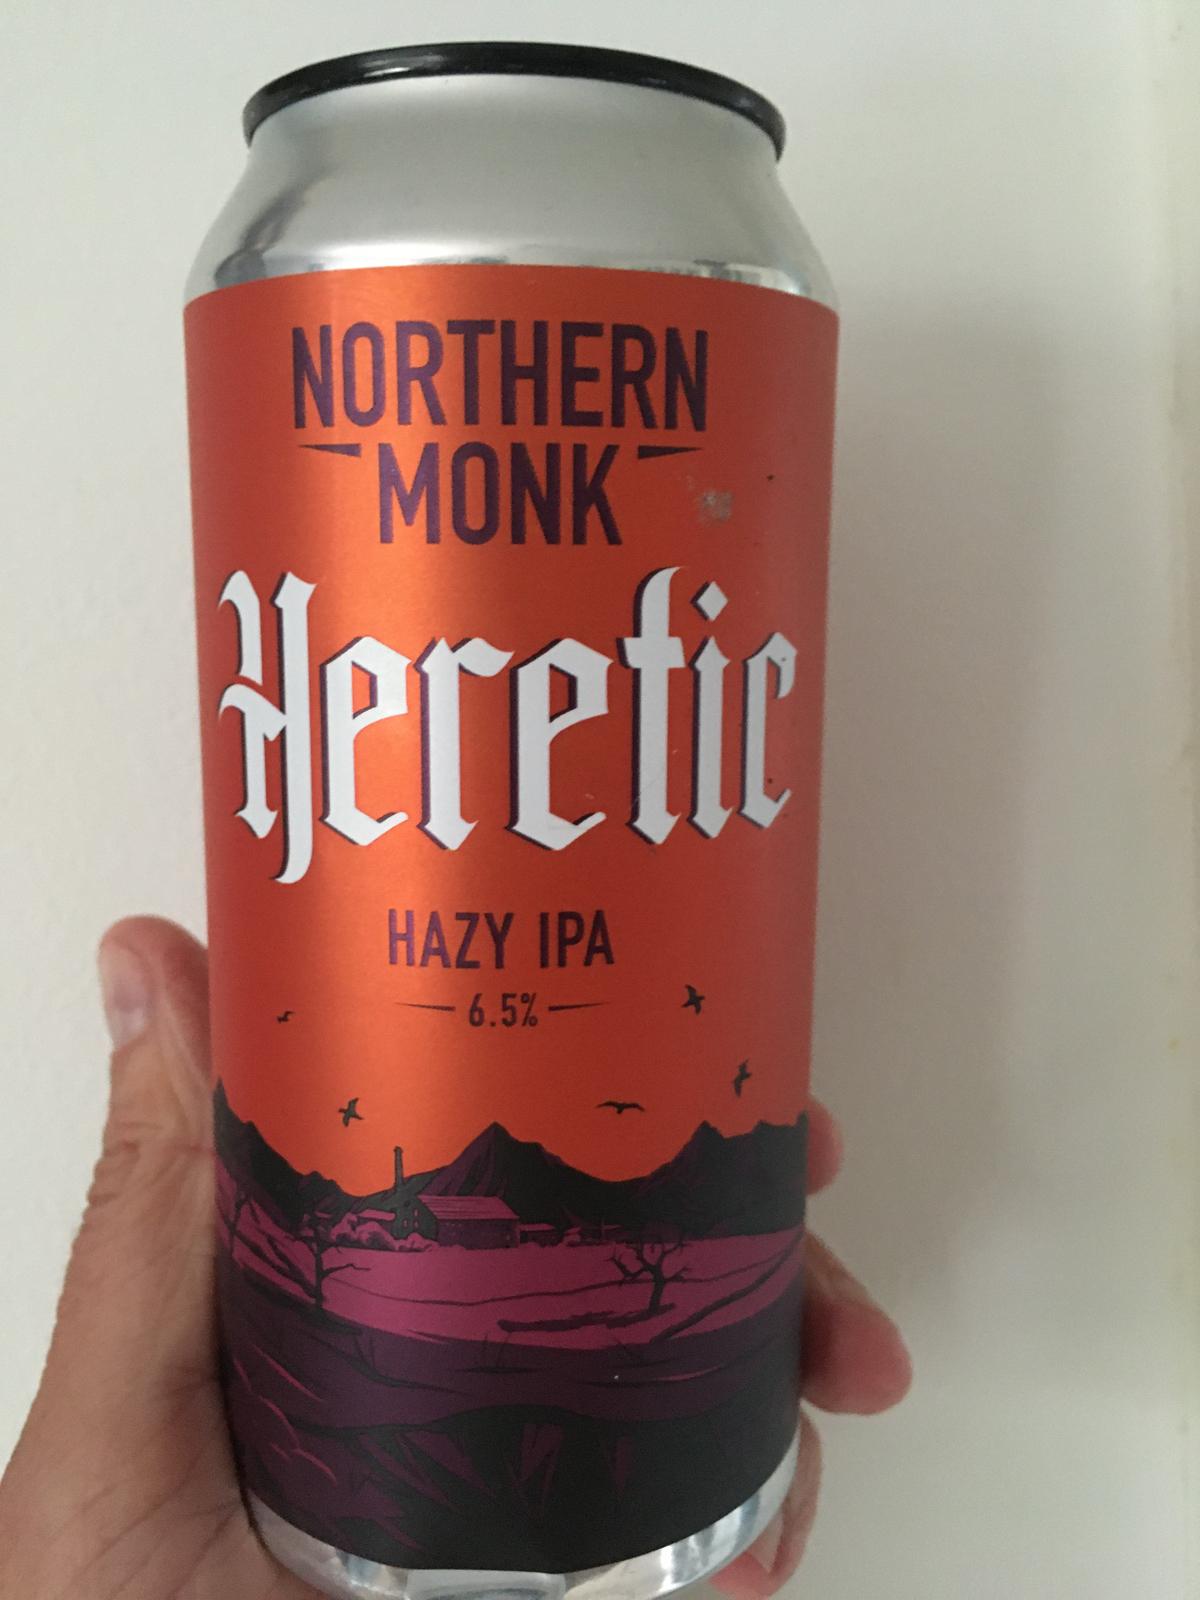 NORTHERN
MONK
Heretic
HAZY IPA
6.5%